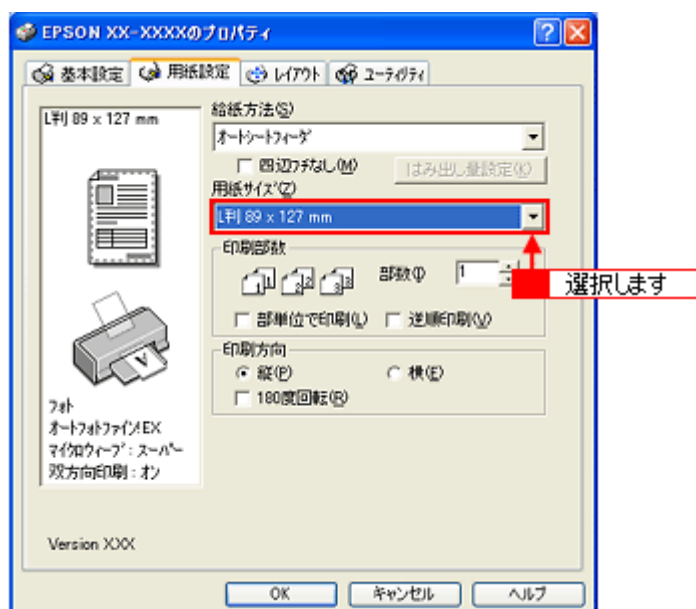 EPSON XX-XXXXのプロパティ
基本設定 用紙設定 レイアウト ユーティリティ
L判 89 x 127 mm
給紙方法(S)
オートシートフィーダ
四辺フチなし(M) はみ出し量設定(K)
用紙サイズ(Z)
L判 89 x 127 mm
選択します
印刷部数
1 1 2 2 3 3
部数(I) 1
部単位で印刷(L) 逆順印刷(V)
印刷方向
縦(P) 横(E)
180度回転(R)
フォト
オートフォトファイン!EX
マイクロウィーブ：スーパー
双方向印刷：オン
Version XXX
OK キャンセル ヘルプ